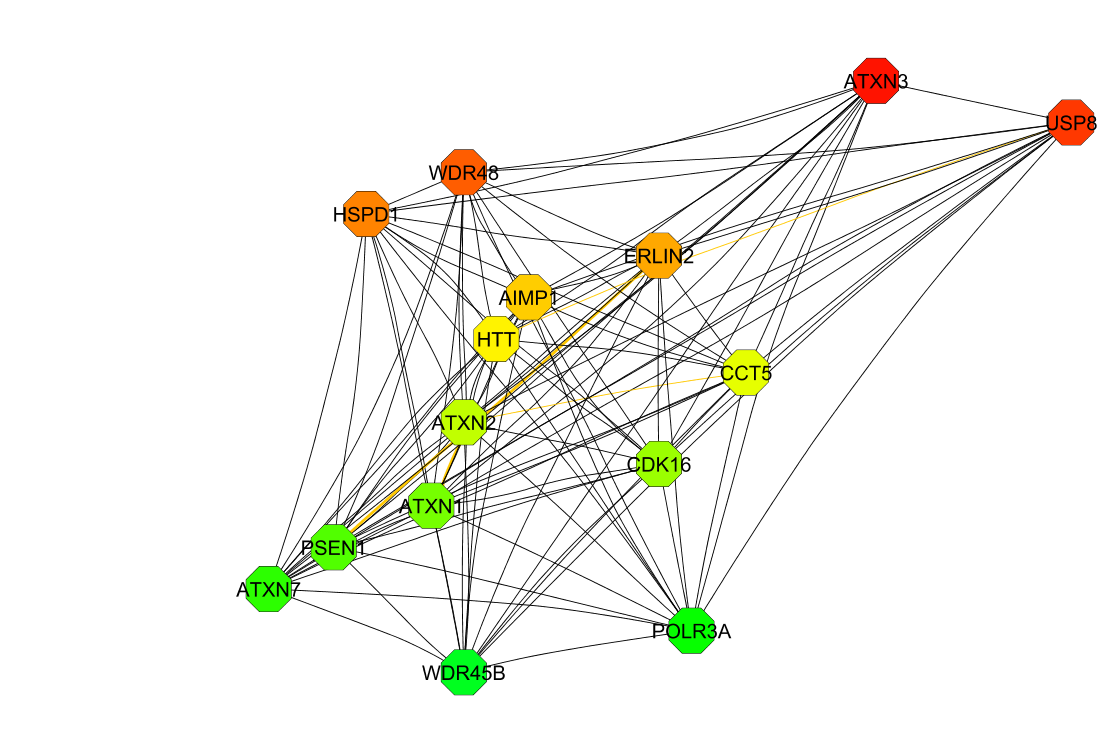 ATXN3
USP8
WDR48
HSPD1
ERLIN2
AIMP1
HTT
CCT5
ATXN2
CDK16
ATXN1
PSEN1
ATXN7
POLR3A
WDR45B